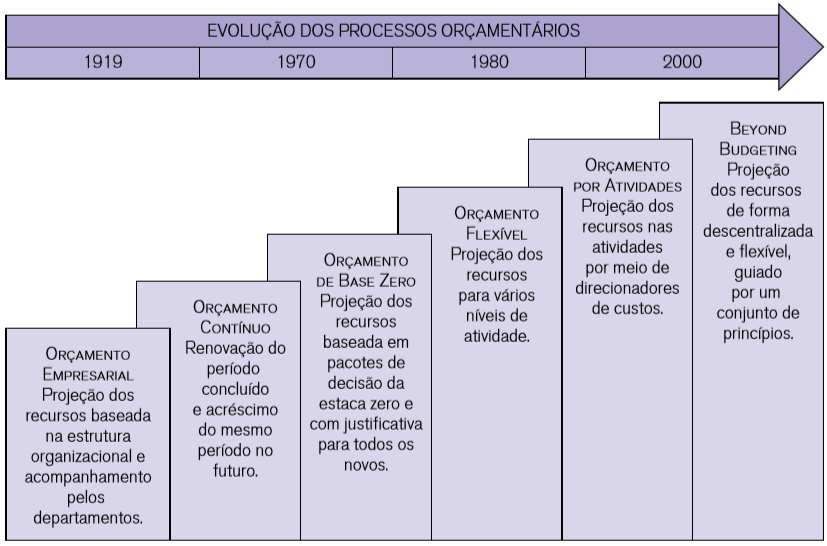 EVOLUÇÃO DOS PROCESSOS ORÇAMENTÁRIOS
1919
1970
1980
2000
ORÇAMENTO
EMPRESARIAL
Projeção dos
recursos baseada
na estrutura
organizacional e
acompanhamento
pelos
departamentos.
ORÇAMENTO
CONTÍNUO
Renovação do
período
concluído
e acréscimo
do mesmo
período no
futuro.
ORÇAMENTO
DE BASE ZERO
Projeção dos
recursos
baseada em
pacotes de
decisão da
estaca zero e
com justificativa
para todos os
novos.
ORÇAMENTO
FLEXÍVEL
Projeção dos
recursos
para vários
níveis de
atividade.
ORÇAMENTO
POR ATIVIDADES
Projeção dos
recursos nas
atividades
por meio de
direcionadores
de custos.
BEYOND
BUDGETING
Projeção
dos recursos
de forma
descentralizada
e flexível,
guiado
por um
conjunto de
princípios.